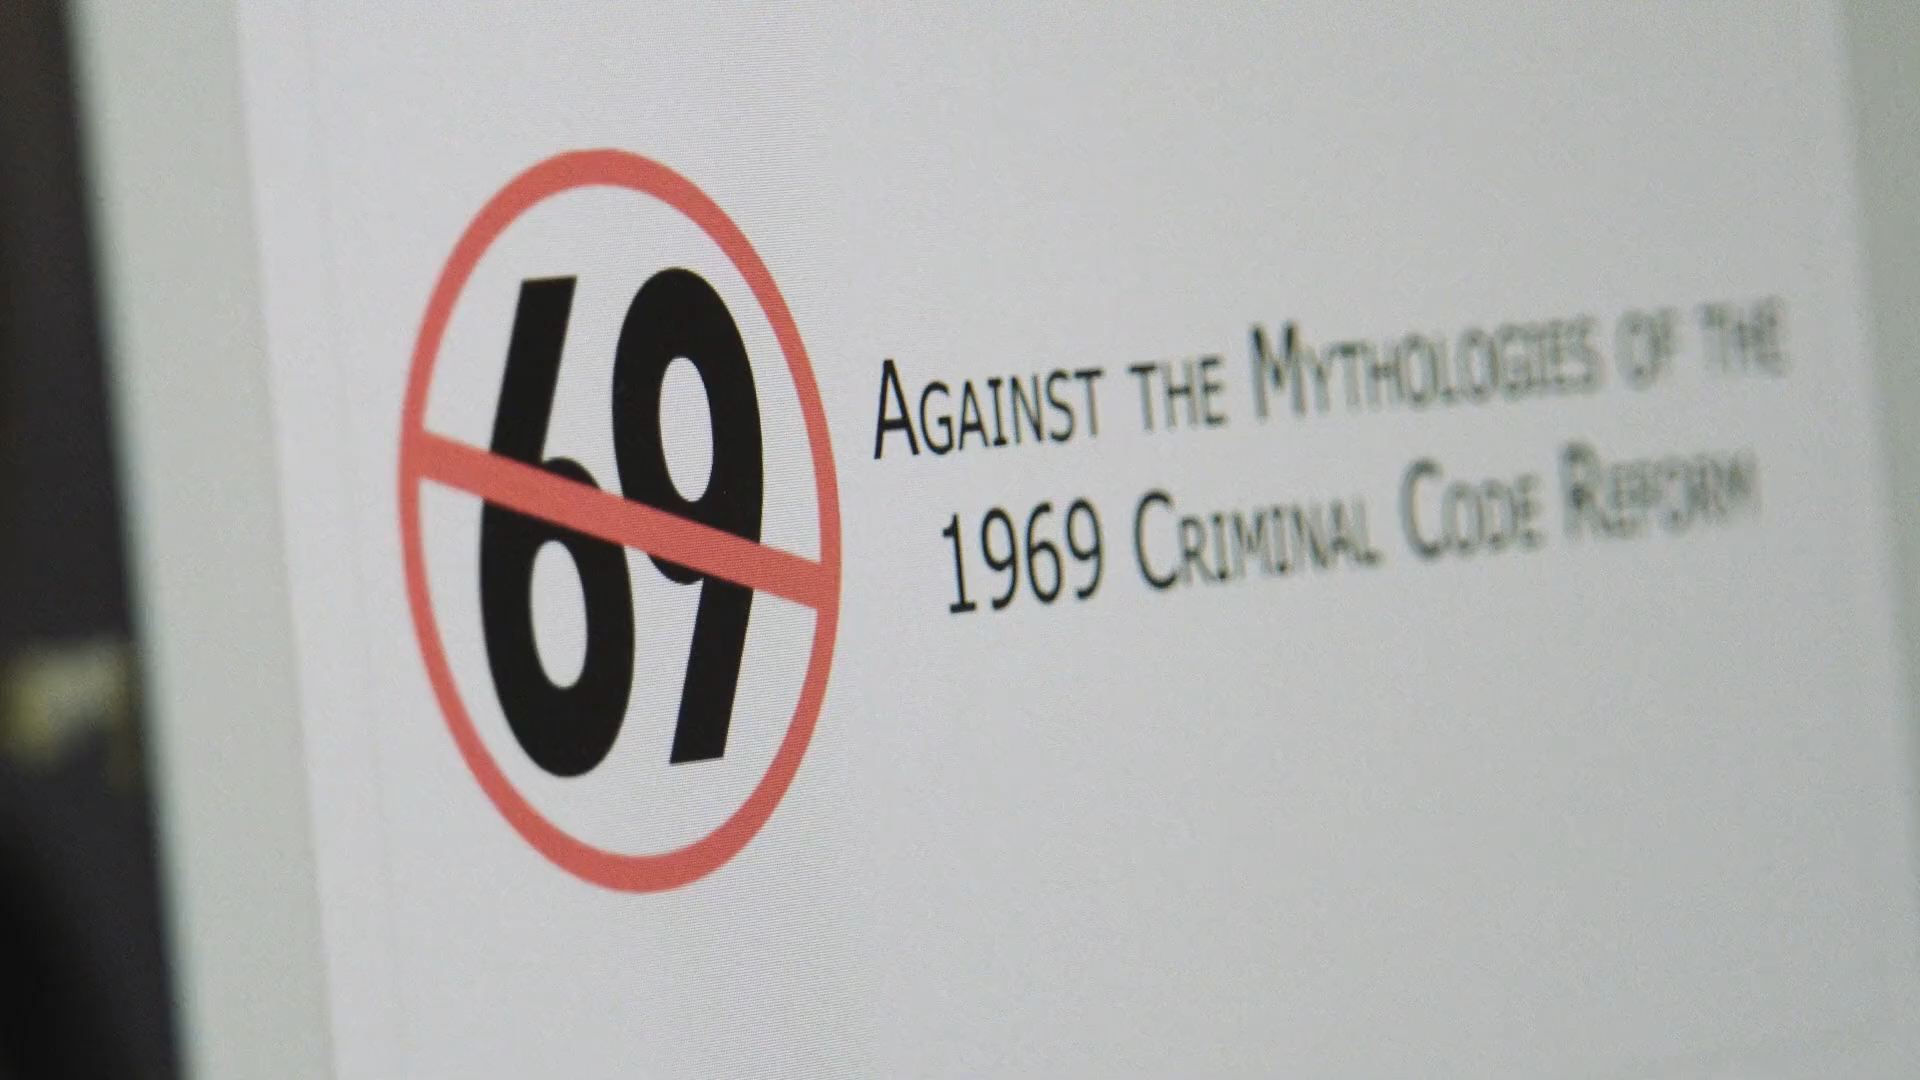 69
Against the Mythologies of the
1969 Criminal Code Reform